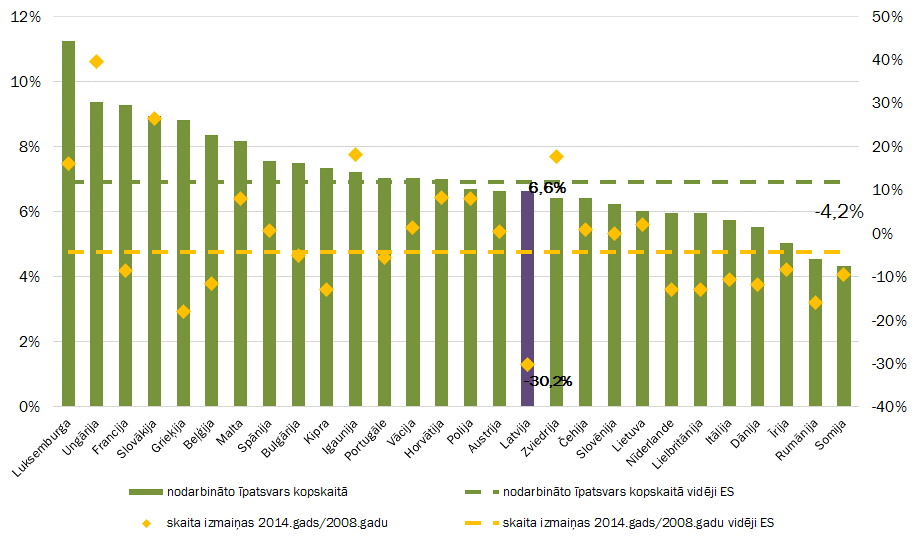 12%
10%
8%
6%
4%
2%
0%
50%
40%
30%
20%
10%
0%
-10%
-20%
-30%
-40%
6,6%
-4,2%
-30,2%
Luksemburga
Ungārija
Francija
Slovākija
Grieķija
Beļģija
Malta
Spānija
Bulgārija
Kipra
Igaunija
Portugāle
Vācija
Horvātija
Polija
Austrija
Latvija
Zviedrija
Čehija
Slovēnija
Lietuva
Nīderlande
Lielbritānija
Itālija
Dānija
Īrija
Rumānija
Somija
nodarbināto īpatsvars kopskaitā
nodarbināto īpatsvars kopskaitā vidēji ES
skaita izmaiņas 2014.gads/2008.gadu
skaita izmaiņas 2014.gads/2008.gadu vidēji ES